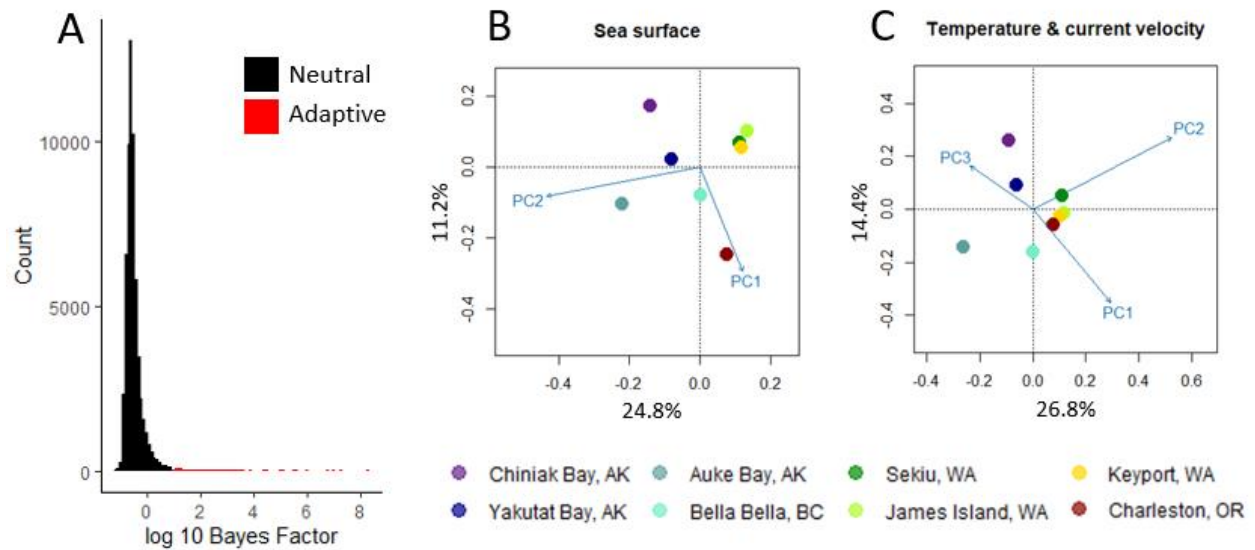 A
Neutral
Adaptive
10000
5000
0
Count
0 2 4 6 8
log 10 Bayes Factor
B
Sea surface
0.2
0.0
-0.2
-0.4
11.2%
PC2
PC1
-0.4 -0.2 0.0 0.2
24.8%
C
Temperature & current velocity
0.4
0.2
0.0
-0.2
-0.4
14.4%
PC3
PC2
PC1
-0.4 -0.2 0.0 0.2 0.4 0.6
26.8%
Chiniak Bay, AK Auke Bay, AK Sekiu, WA Keyport, WA
Yakutat Bay, AK Bella Bella, BC James Island, WA Charleston, OR